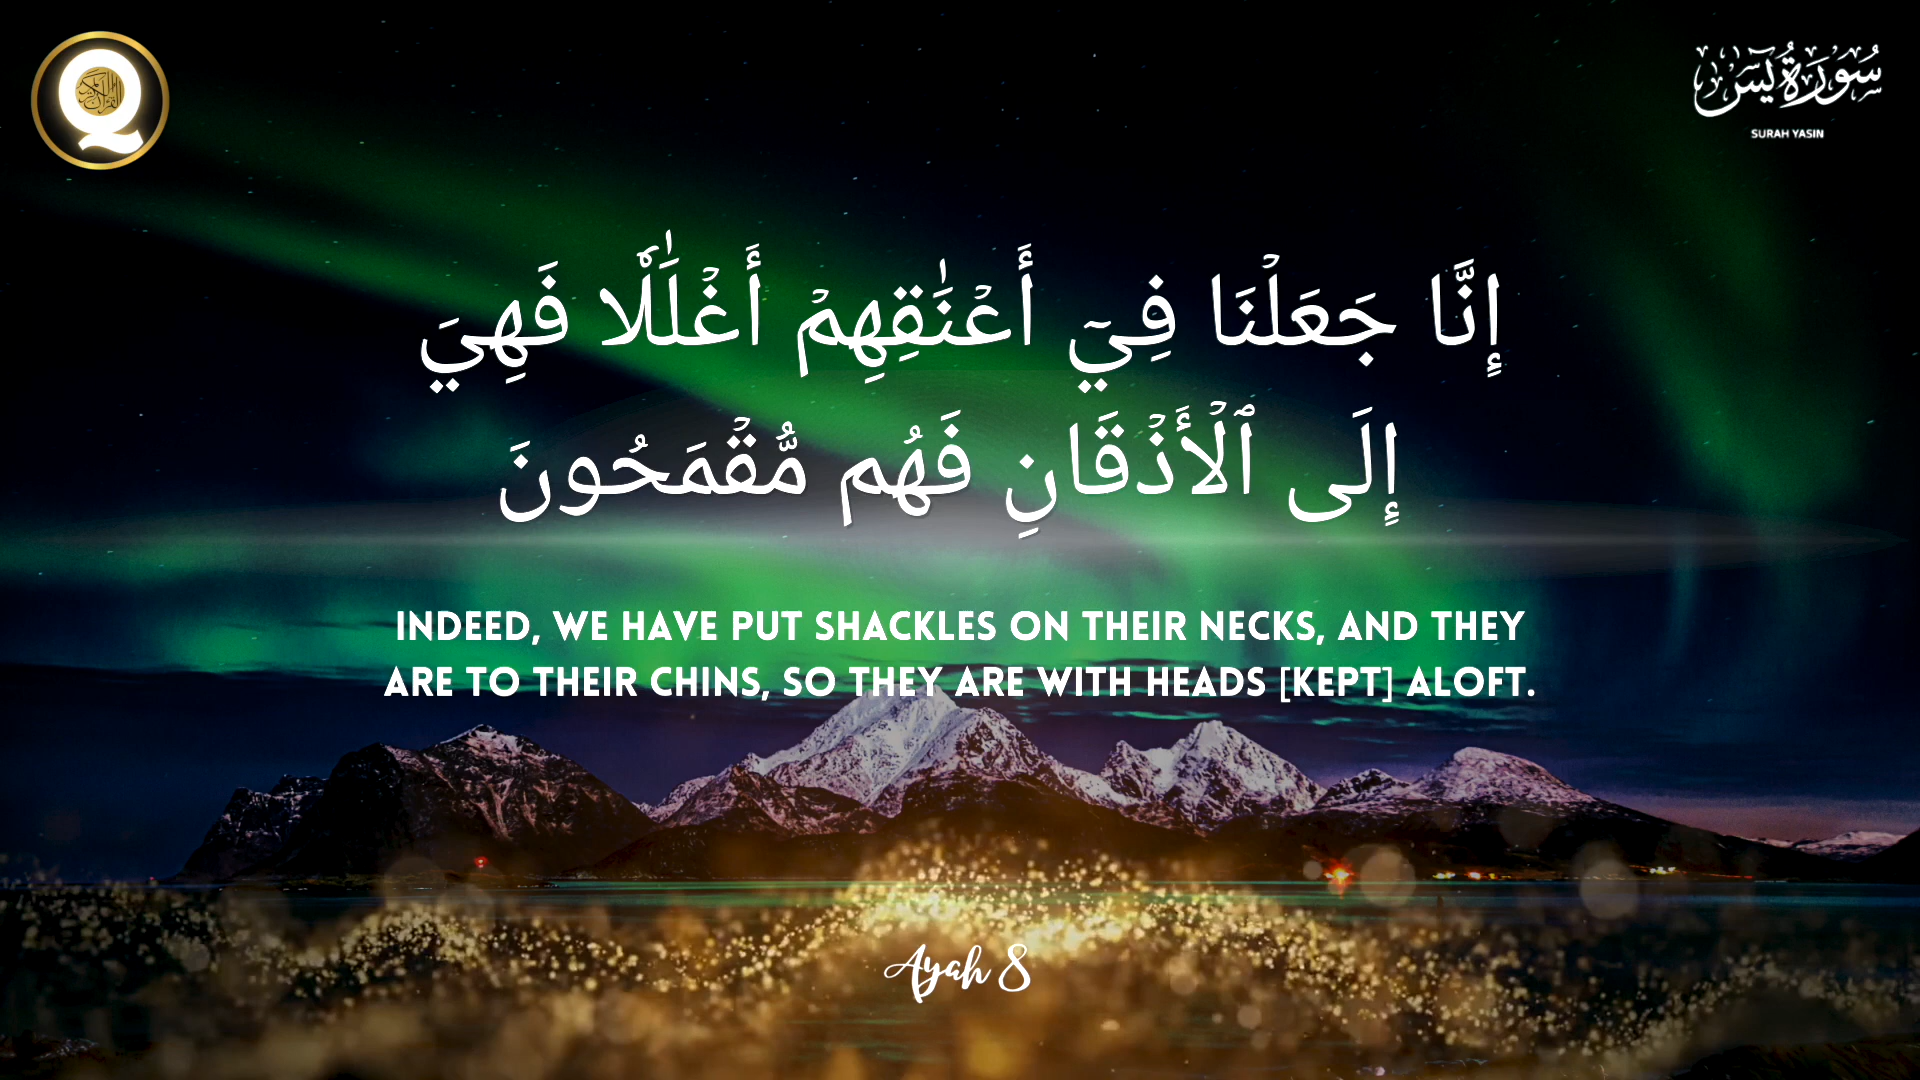 سُورَةُ يسٓ
SURAH YASIN
إِنَّا جَعَلْنَا فِيٓ أَعْنَٰقِهِمْ أَغْلَٰلًا فَهِيَ
إِلَى ٱلْأَذْقَانِ فَهُم مُّقْمَحُونَ
INDEED, WE HAVE PUT SHACKLES ON THEIR NECKS, AND THEY
ARE TO THEIR CHINS, SO THEY ARE WITH HEADS [KEPT] ALOFT.
Ayah 8